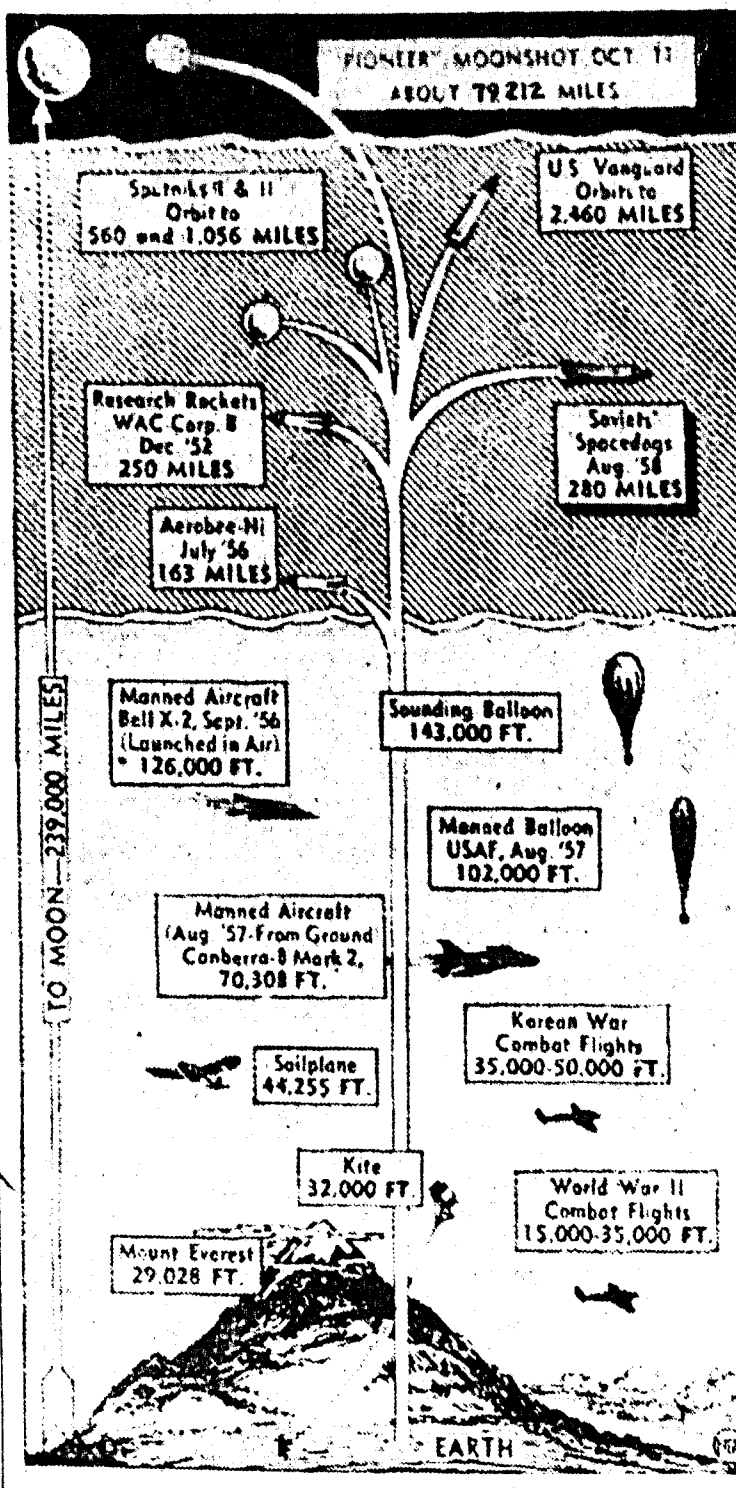 "PIONEER" MOONSHOT OCT. 11
ABOUT 79212 MILES
U.S. Vanguard
Orbits to
2,460 MILES
Sputniks I & II
Orbit to
560 and 1,056 MILES
Research Rockets
WAC Corp. B
Dec. '52
250 MILES
Soviets'
Spacedogs
Aug. '58
280 MILES
Aerobee-Hi
July '56
163 MILES
TO MOON—239,000 MILES
Manned Aircraft
Bell X-2, Sept. '56
(Launched in Air)
* 126,000 FT.
Sounding Balloon
143,000 FT.
Manned Balloon
USAF, Aug. '57
102,000 FT.
Manned Aircraft
(Aug. '57-From Ground
Canberra-B Mark 2,
70,308 FT.
Korean War
Combat Flights
35,000-50,000 FT.
Sailplane
44,255 FT.
Kite
32,000 FT.
World War II
Combat Flights
15,000-35,000 FT.
Mount Everest
29,028 FT.
EARTH